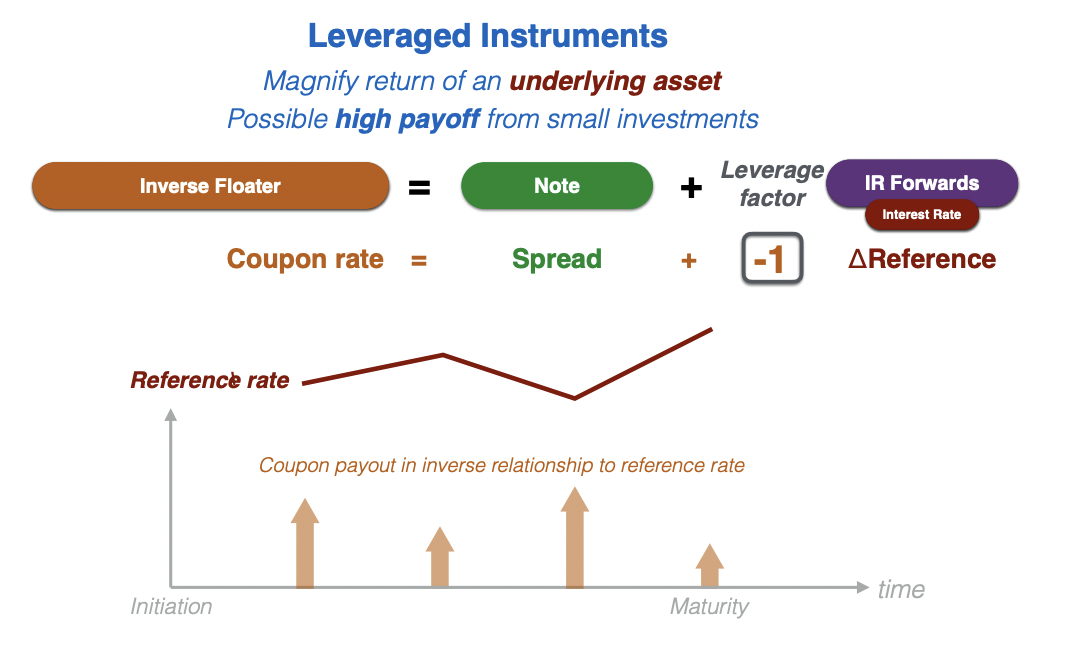 Leveraged Instruments
Magnify return of an underlying asset
Possible high payoff from small investments
Inverse Floater = Note + Leverage factor IR Forwards
Interest Rate
Coupon rate = Spread + -1 ΔReference
Reference rate
Coupon payout in inverse relationship to reference rate
time
Initiation Maturity